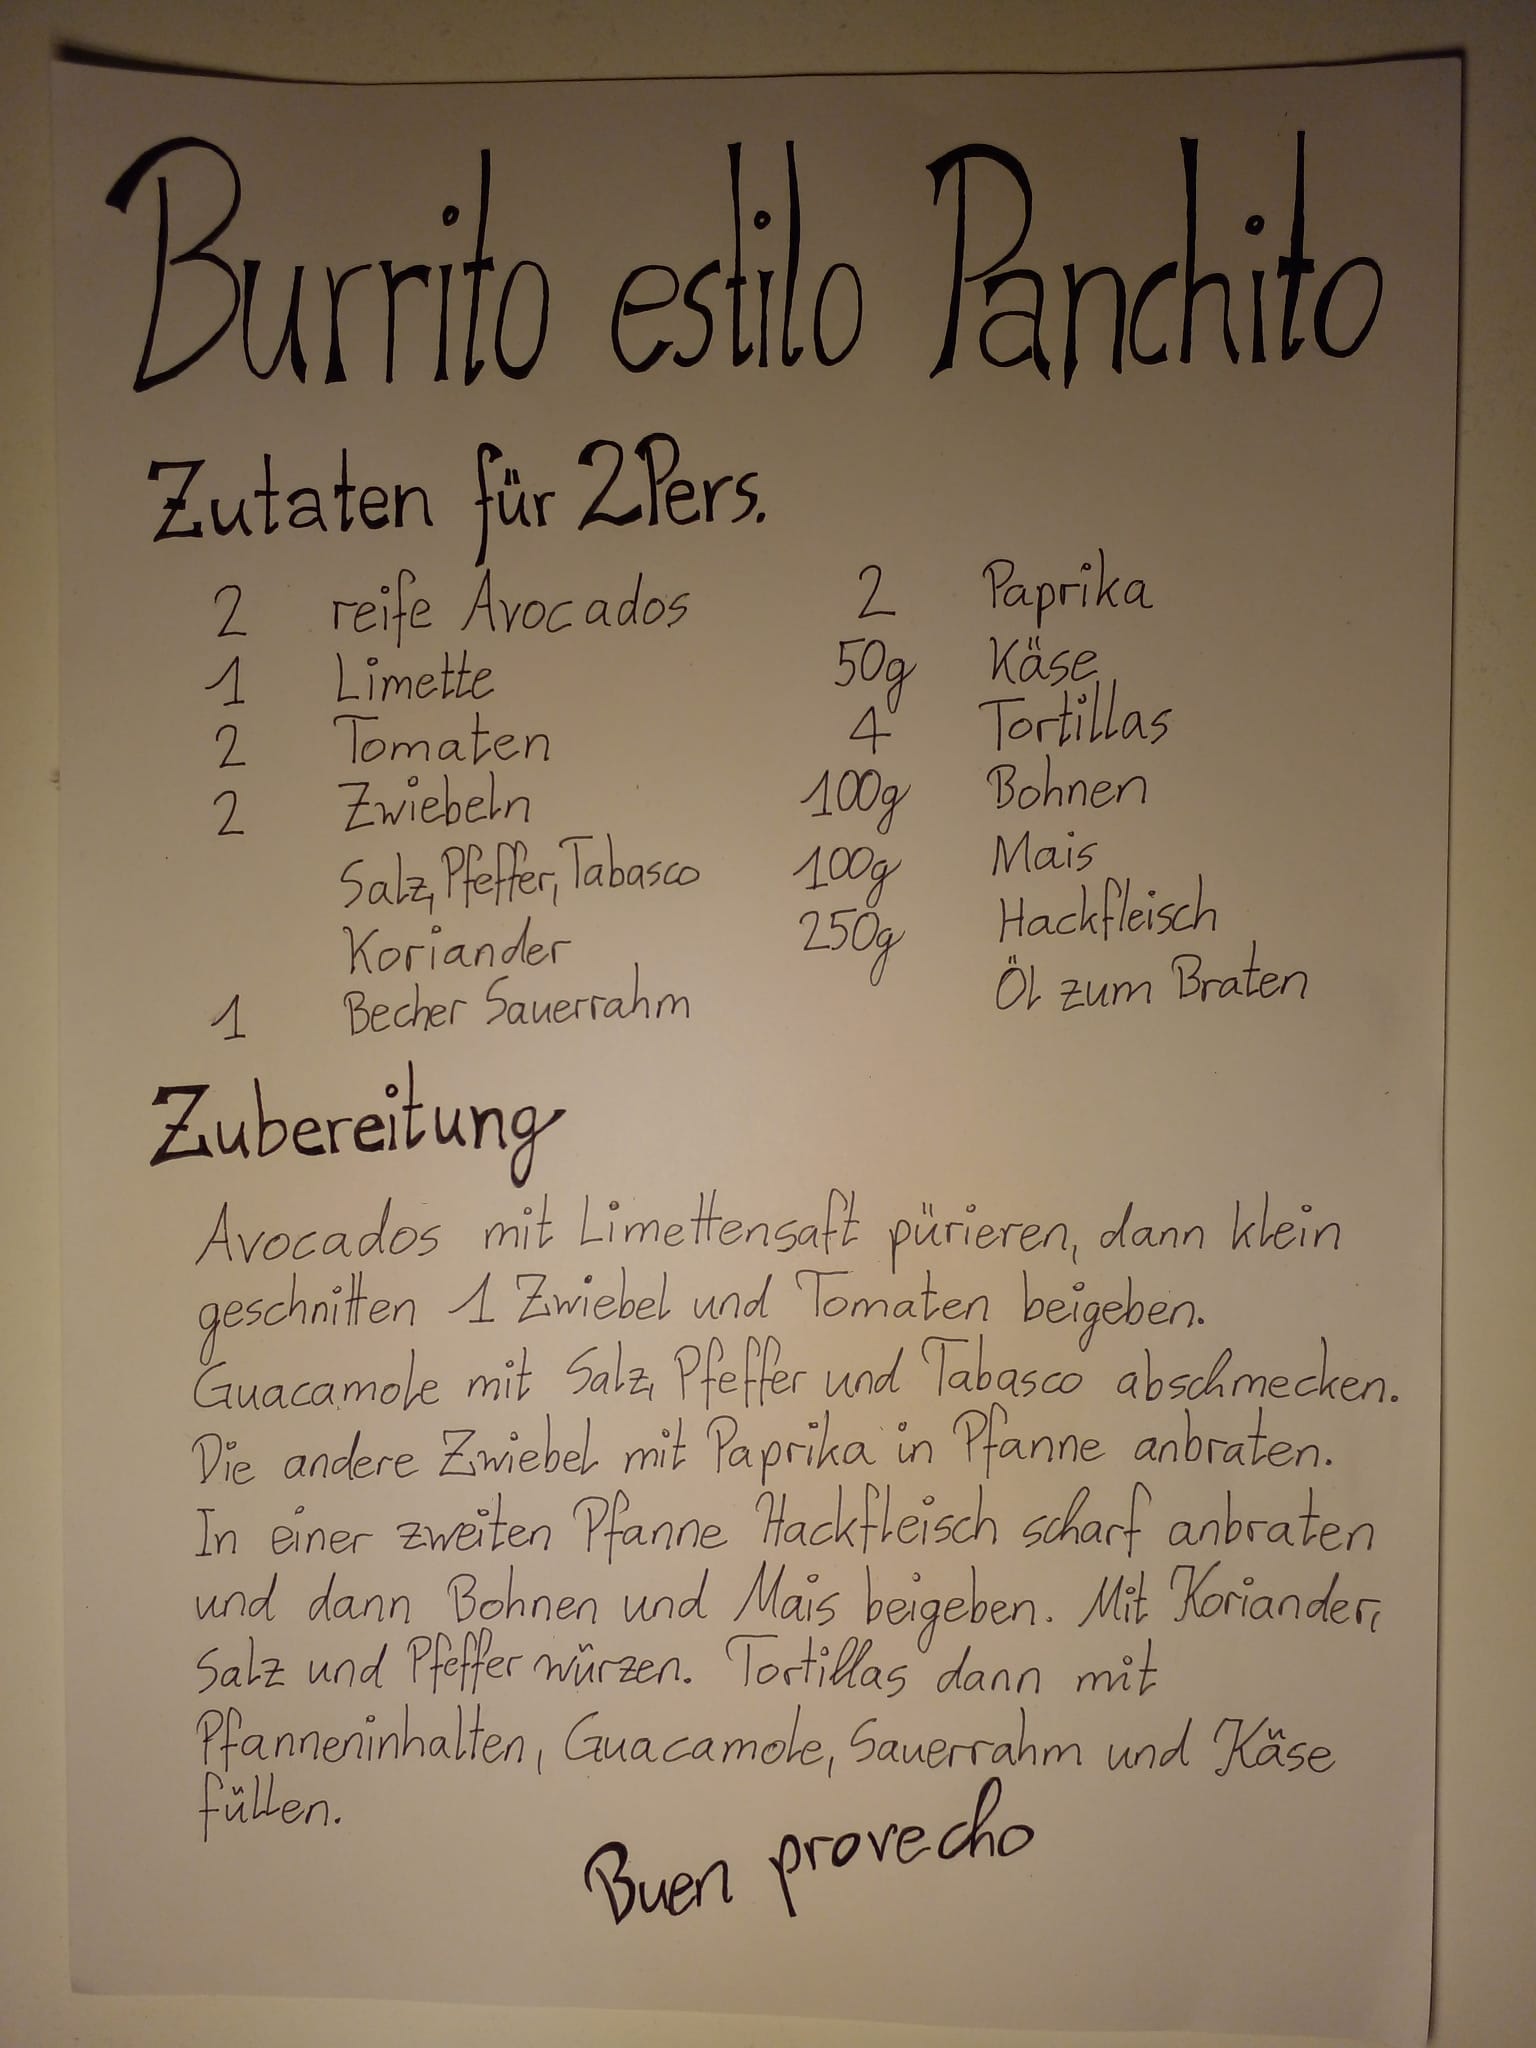 Burrito estilo Panchito
Zutaten für 2 Pers.
2 reife Avocados
1 Limette
2 Tomaten
2 Zwiebeln
Salz, Pfeffer, Tabasco
Koriander
1 Becher Sauerrahm
2 Paprika
50g Käse
4 Tortillas
100g Bohnen
100g Mais
250g Hackfleisch
Öl zum Braten
Zubereitung
Avocados mit Limettensaft pürieren, dann klein
geschnitten 1 Zwiebel und Tomaten beigeben.
Guacamole mit Salz, Pfeffer und Tabasco abschmecken.
Die andere Zwiebel mit Paprika in Pfanne anbraten.
In einer zweiten Pfanne Hackfleisch scharf anbraten
und dann Bohnen und Mais beigeben. Mit Koriander,
Salz und Pfeffer würzen. Tortillas dann mit
Pfanneninhalten, Guacamole, Sauerrahm und Käse
füllen.
Buen provecho